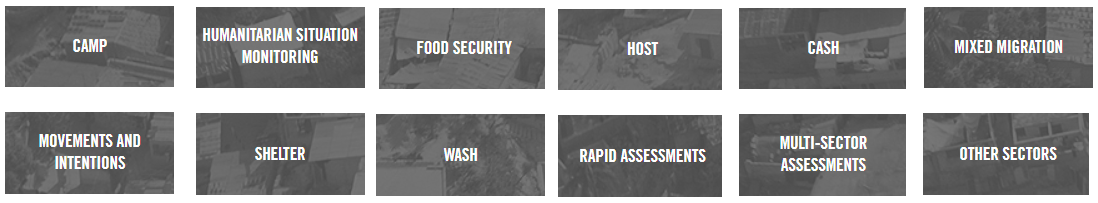 CAMP
HUMANITARIAN SITUATION
MONITORING
FOOD SECURITY
HOST
CASH
MIXED MIGRATION
MOVEMENTS AND
INTENTIONS
SHELTER
WASH
RAPID ASSESSMENTS
MULTI-SECTOR
ASSESSMENTS
OTHER SECTORS